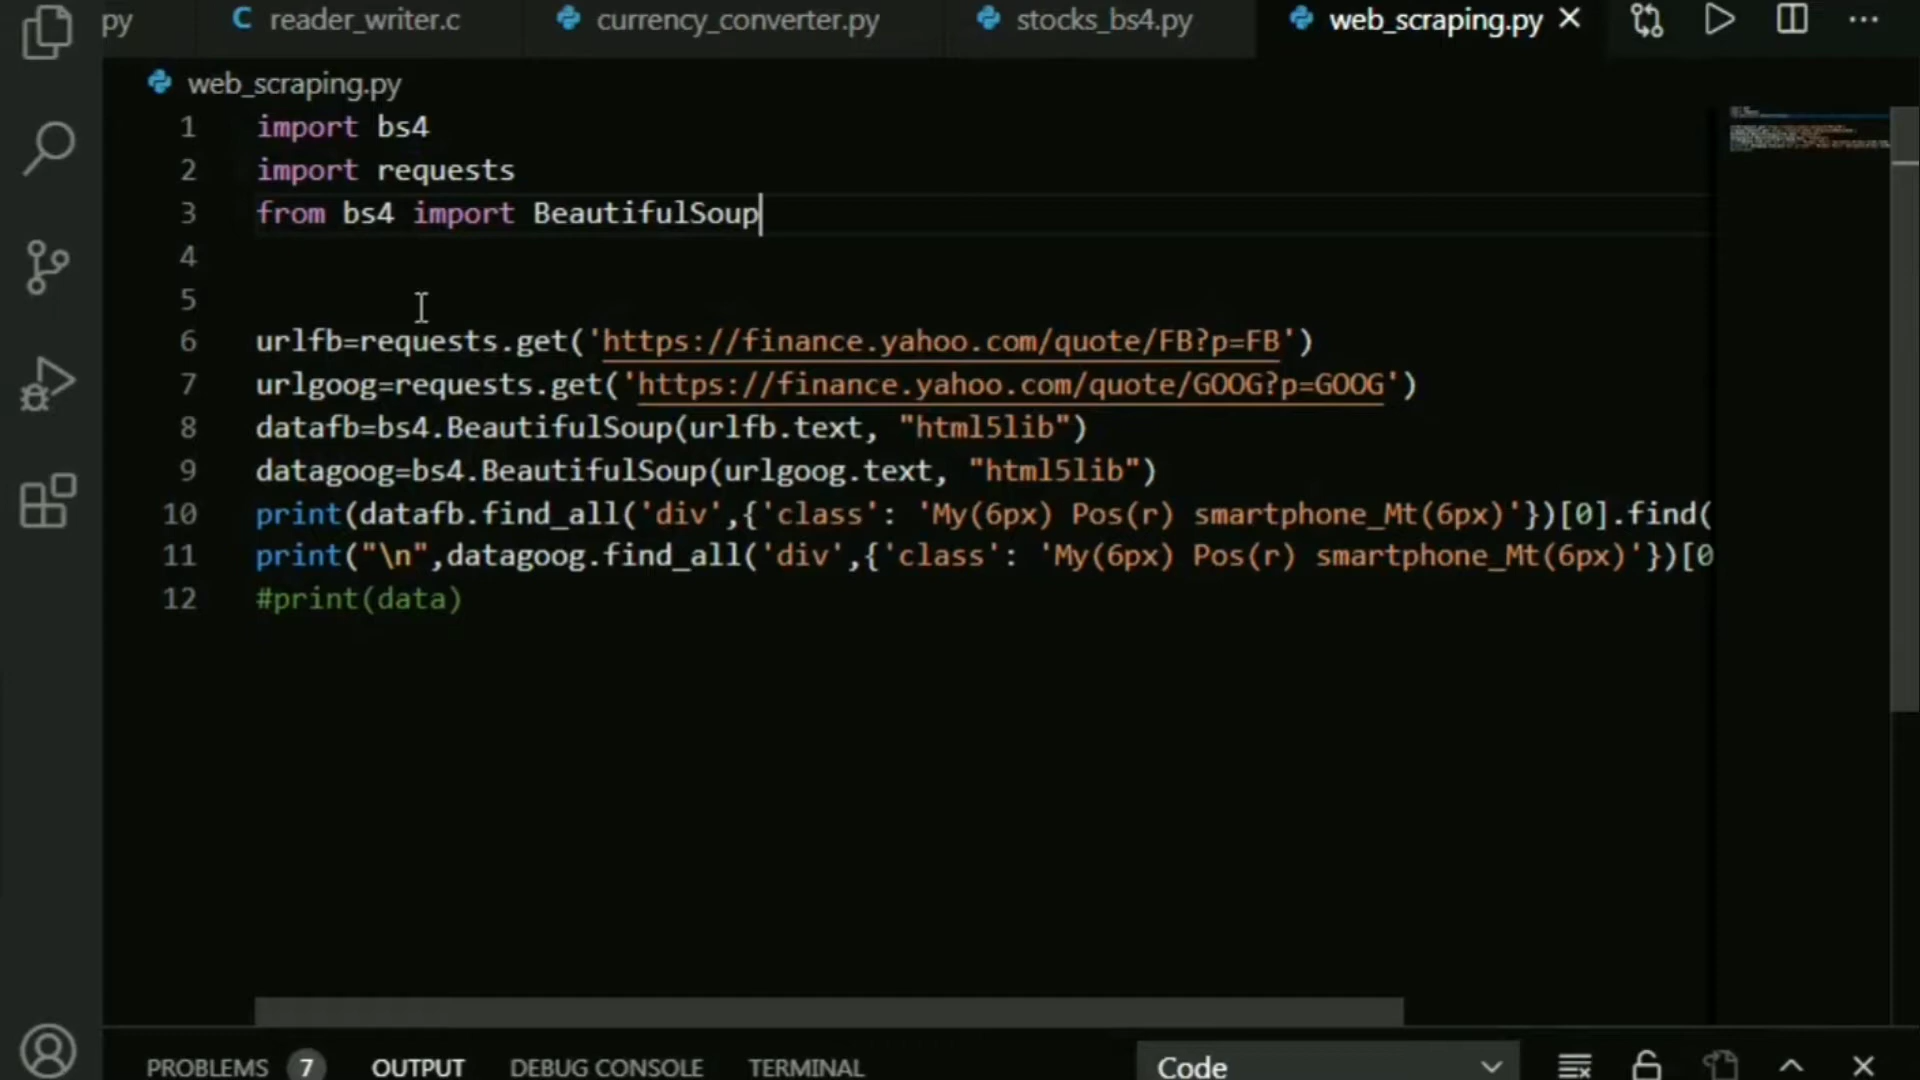 py reader_writer.c currency_converter.py stocks_bs4.py web_scraping.py
web_scraping.py
1 import bs4
2 import requests
3 from bs4 import BeautifulSoup
4
5
6 urlfb=requests.get('https://finance.yahoo.com/quote/FB?p=FB')
7 urlgoog=requests.get('https://finance.yahoo.com/quote/GOOG?p=GOOG')
8 datafb=bs4.BeautifulSoup(urlfb.text, "html5lib")
9 datagoog=bs4.BeautifulSoup(urlgoog.text, "html5lib")
10 print(datafb.find_all('div',{'class': 'My(6px) Pos(r) smartphone_Mt(6px)'})[0].find(
11 print("\n",datagoog.find_all('div',{'class': 'My(6px) Pos(r) smartphone_Mt(6px)'})[0
12 #print(data)
PROBLEMS 7 OUTPUT DEBUG CONSOLE TERMINAL Code